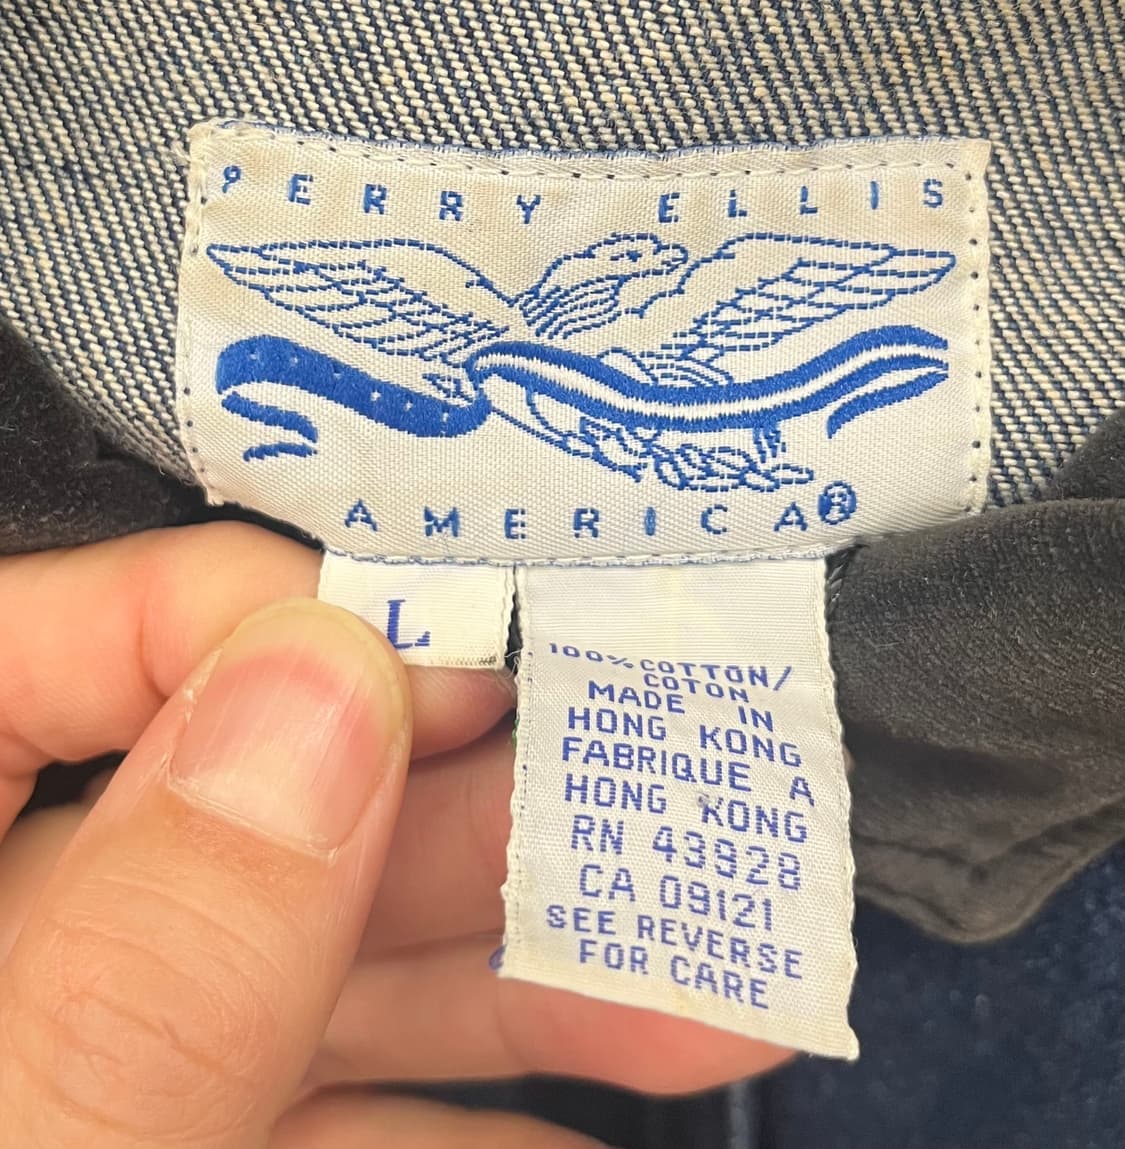 PERRY ELLIS
AMERICA®
L
100% COTTON/
COTON
MADE IN
HONG KONG
FABRIQUE A
HONG KONG
RN 43928
CA 09121
SEE REVERSE
FOR CARE